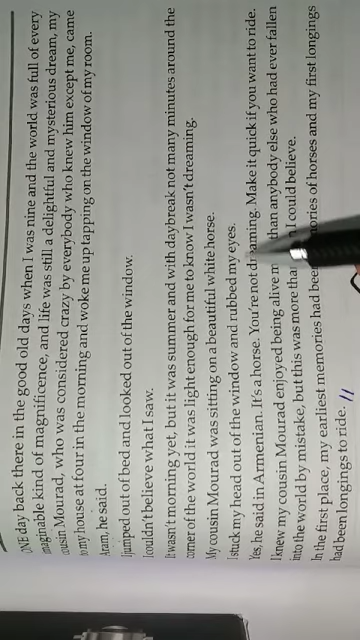 ONE day back there in the good old days when I was nine and the world was full of every
imaginable kind of magnificence, and life was still a delightful and mysterious dream, my
cousin Mourad, who was considered crazy by everybody who knew him except me, came
to my house at four in the morning and woke me up tapping on the window of my room.
Aram, he said.
I jumped out of bed and looked out of the window.
I couldn't believe what I saw.
It wasn't morning yet, but it was summer and with daybreak not many minutes around the
corner of the world it was light enough for me to know I wasn't dreaming.
My cousin Mourad was sitting on a beautiful white horse.
I stuck my head out of the window and rubbed my eyes.
Yes, he said in Armenian. It's a horse. You're not dreaming. Make it quick if you want to ride.
I knew my cousin Mourad enjoyed being alive than anybody else who had ever fallen
into the world by mistake, but this was more than I could believe.
In the first place, my earliest memories had been memories of horses and my first longings
had been longings to ride.